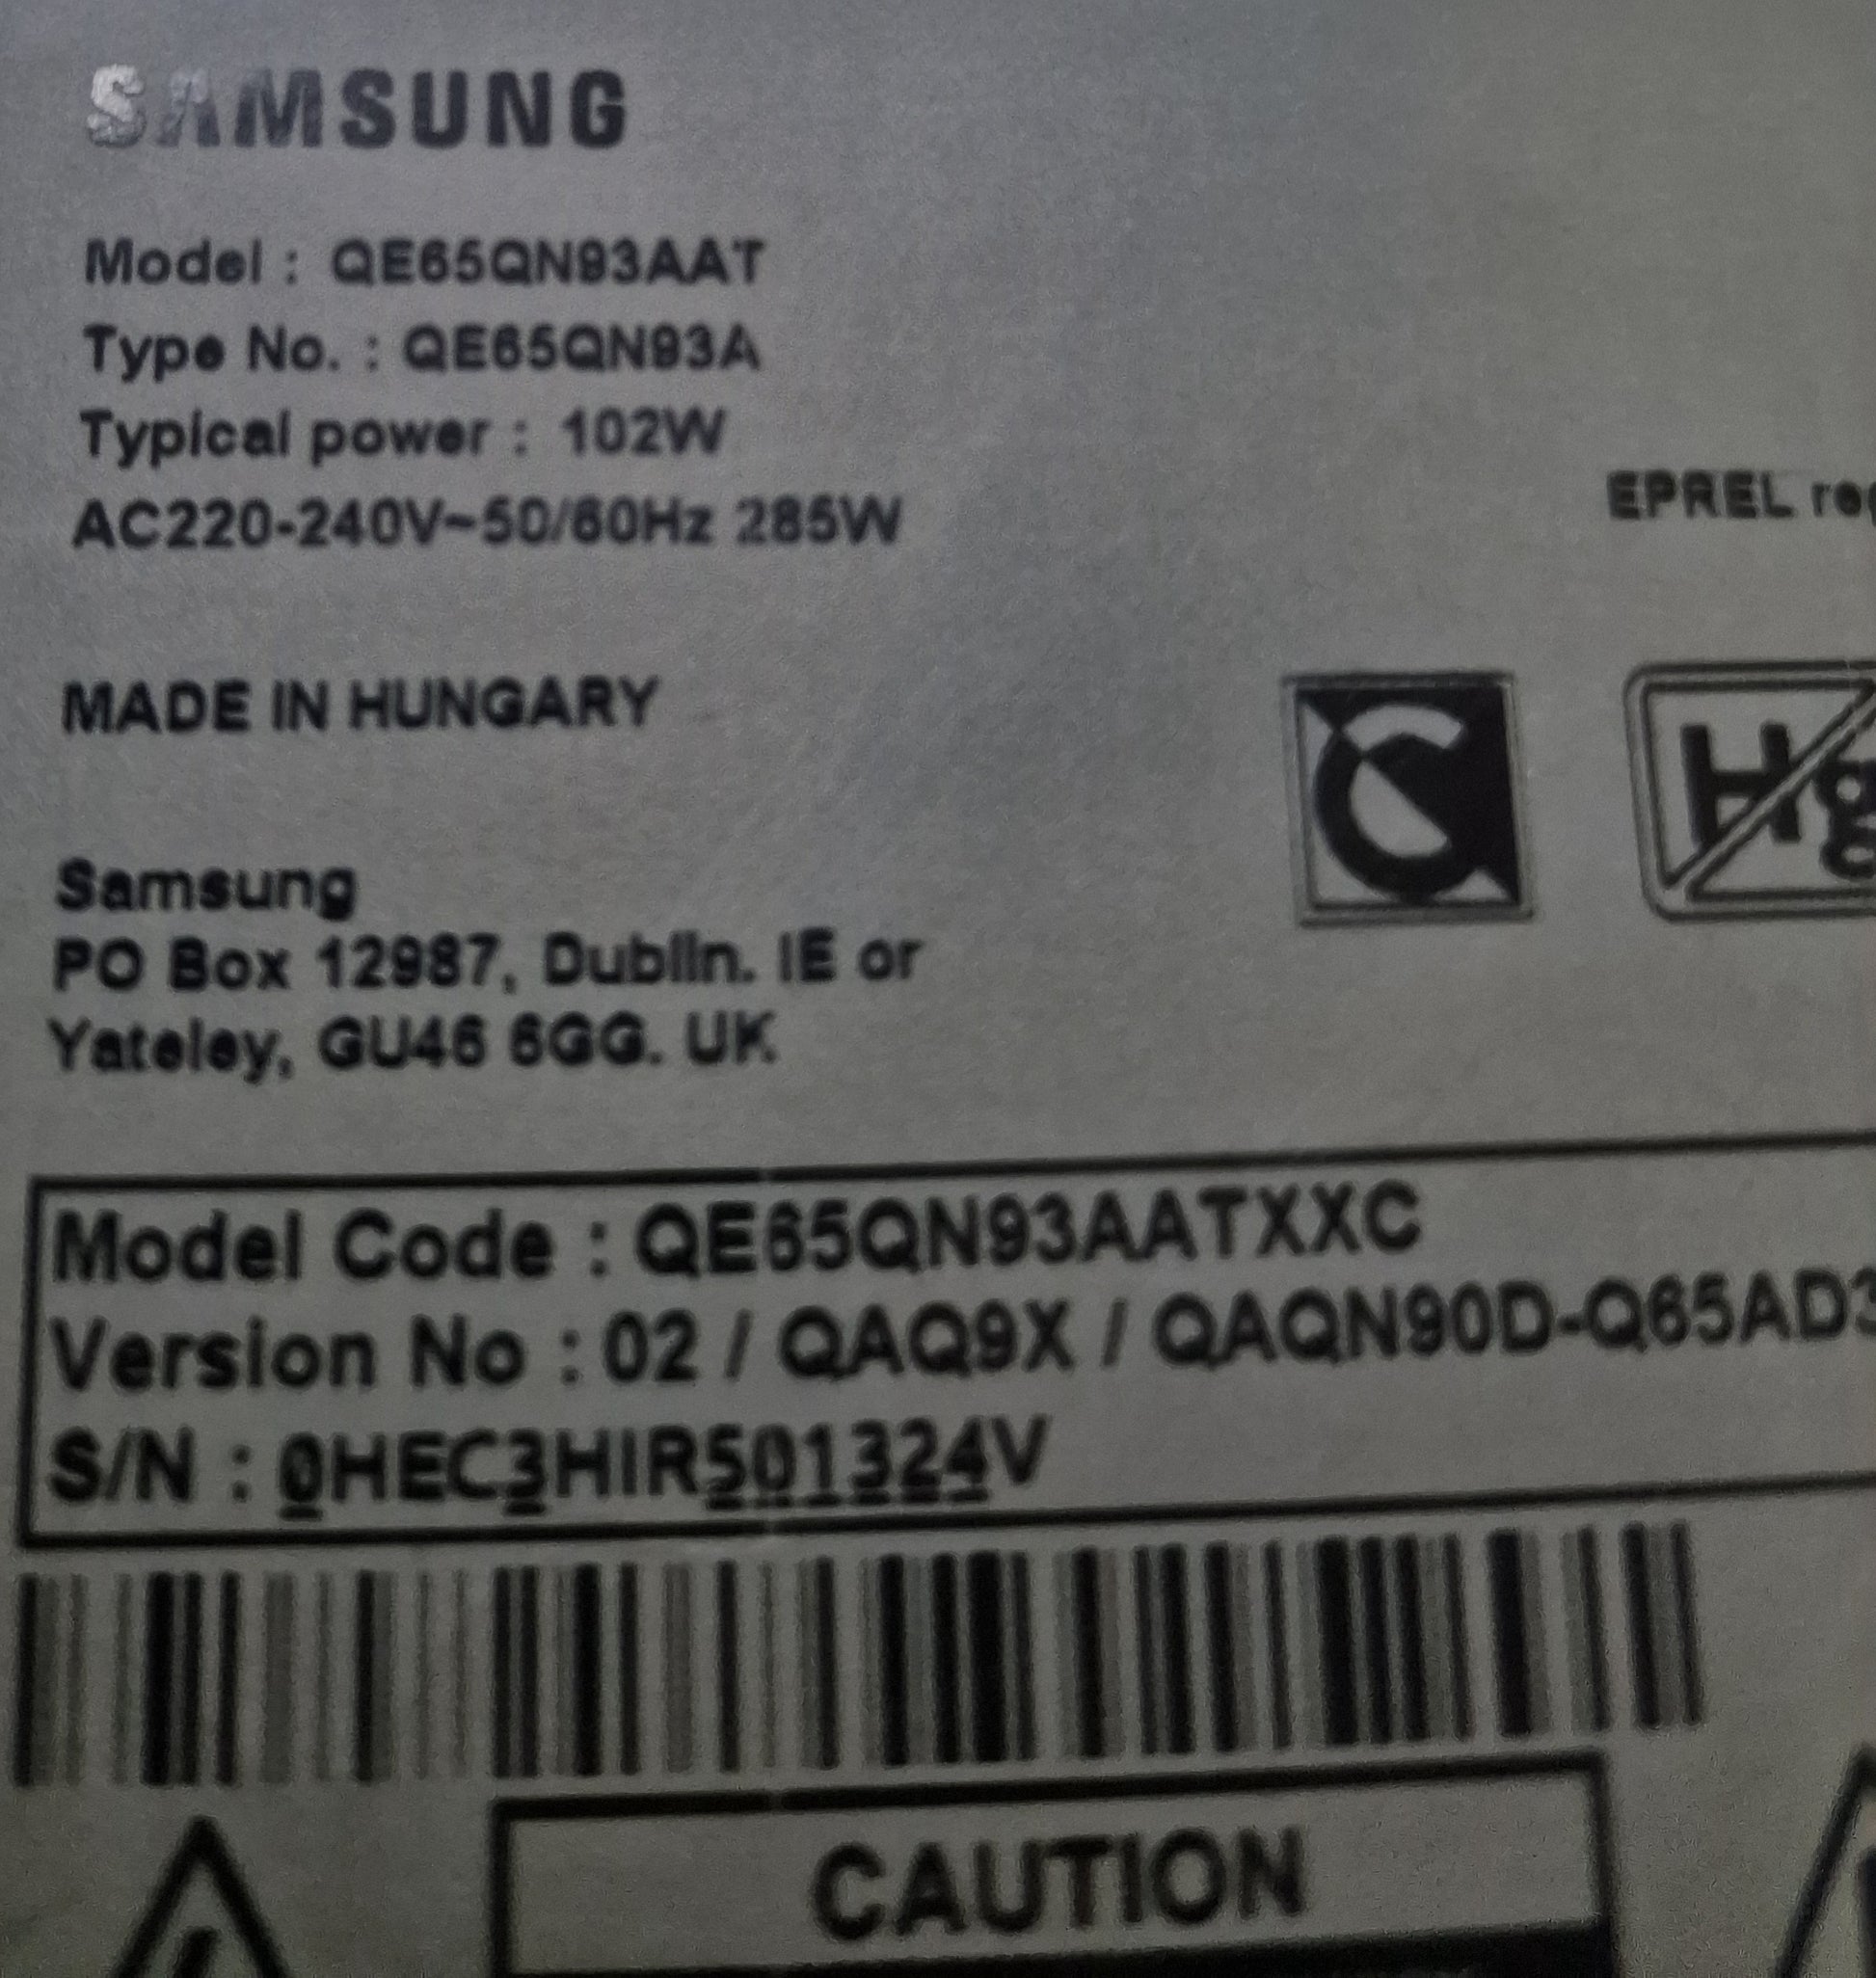 SAMSUNG
Model : QE65QN93AAT
Type No. : QE65QN93A
Typical power : 102W
AC220-240V~50/60Hz 285W
EPREL
MADE IN HUNGARY
C
Hg
Samsung
PO Box 12987, Dublin. IE or
Yateley, GU46 6GG. UK
Model Code : QE65QN93AATXXC
Version No : 02 / QAQ9X / QAQN90D-Q65AD3
S/N : 0HEC3HIR501324V
CAUTION